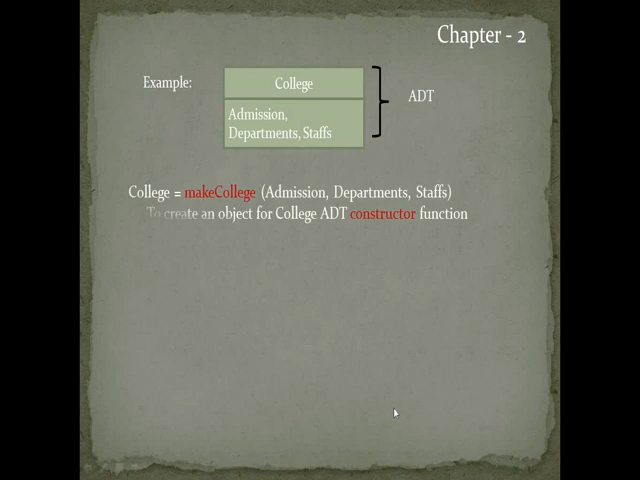 Chapter - 2
Example:
College
ADT
Admission,
Departments, Staffs
College = makeCollege (Admission, Departments, Staffs)
To create an object for College ADT constructor function